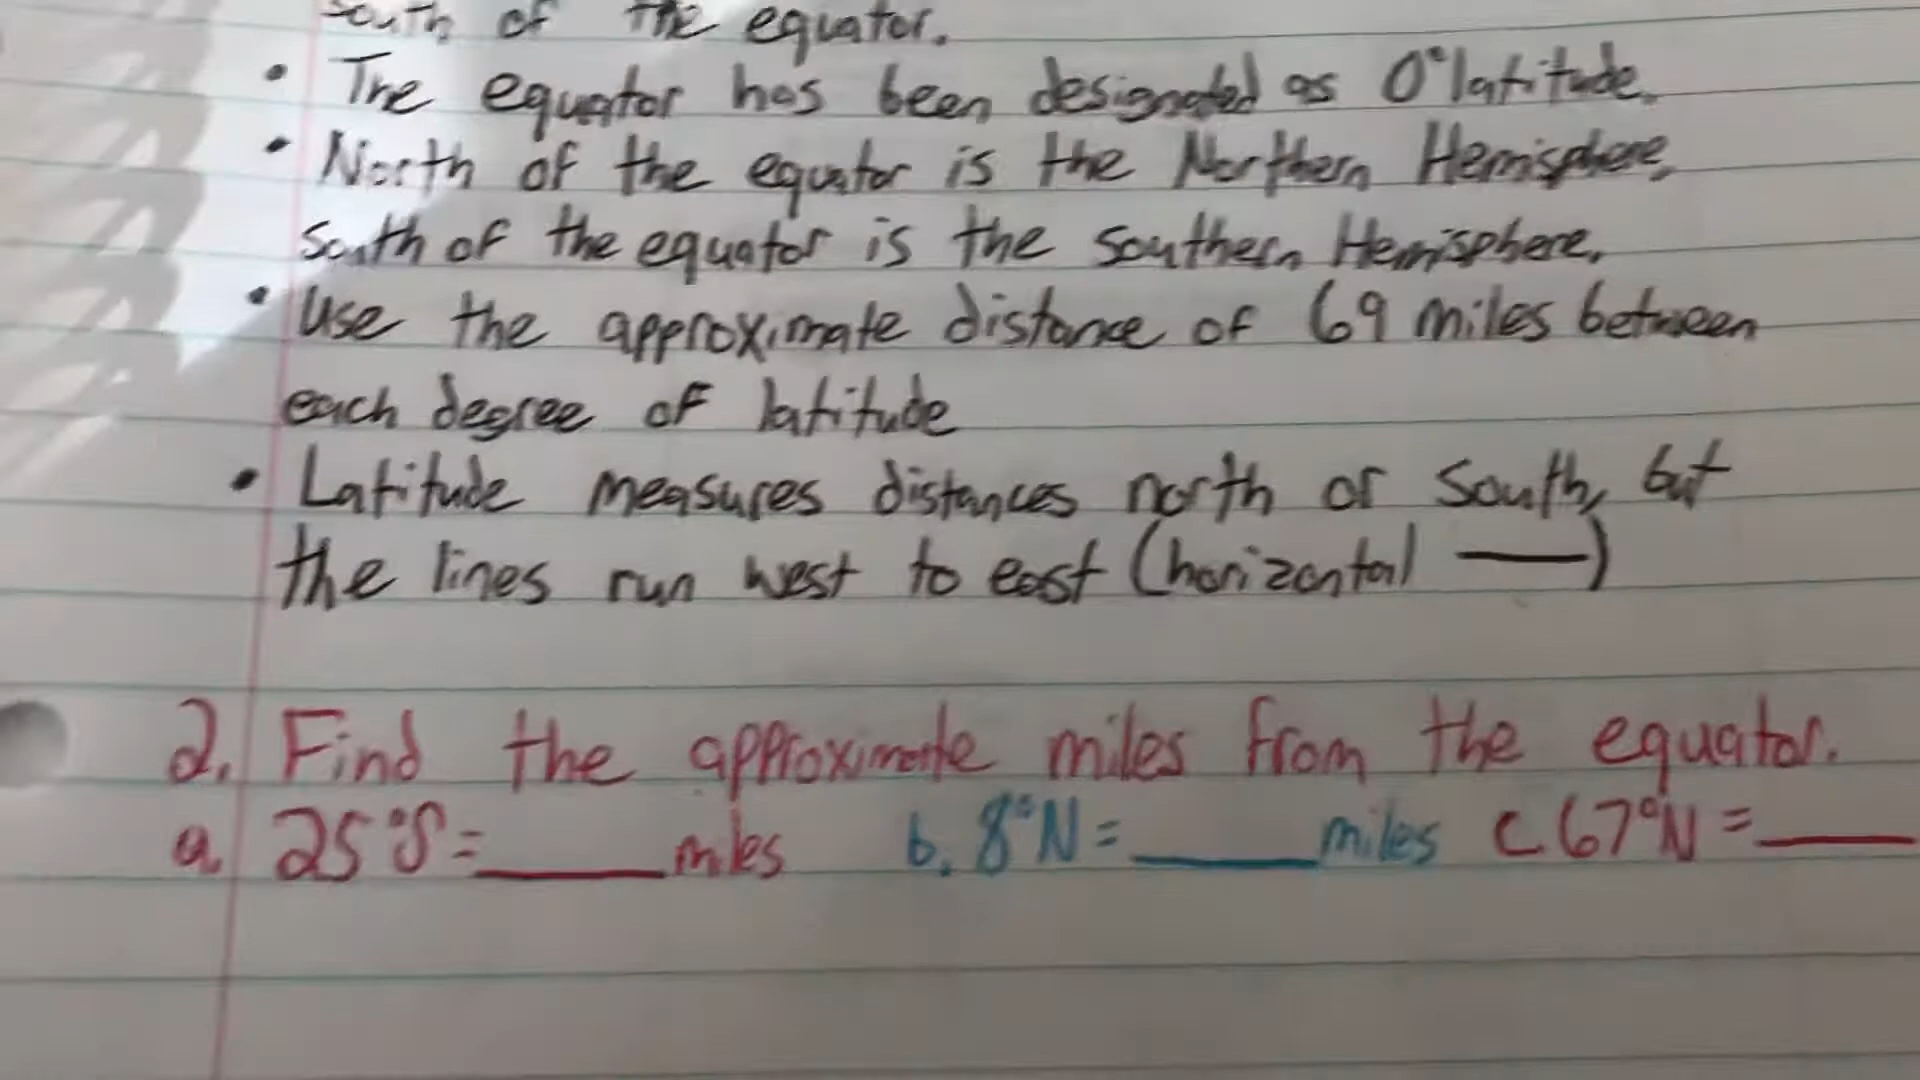 south of the equator.
• The equator has been designated as 0° latitude.
• North of the equator is the Northern Hemisphere,
South of the equator is the Southern Hemisphere.
• Use the approximate distance of 69 miles between
each degree of latitude
• Latitude measures distances north or south, but
the lines run west to east (horizontal —)
2. Find the approximate miles from the equator.
a. 25°S = ____ miles b. 8°N = ____ miles c 67°N = ____